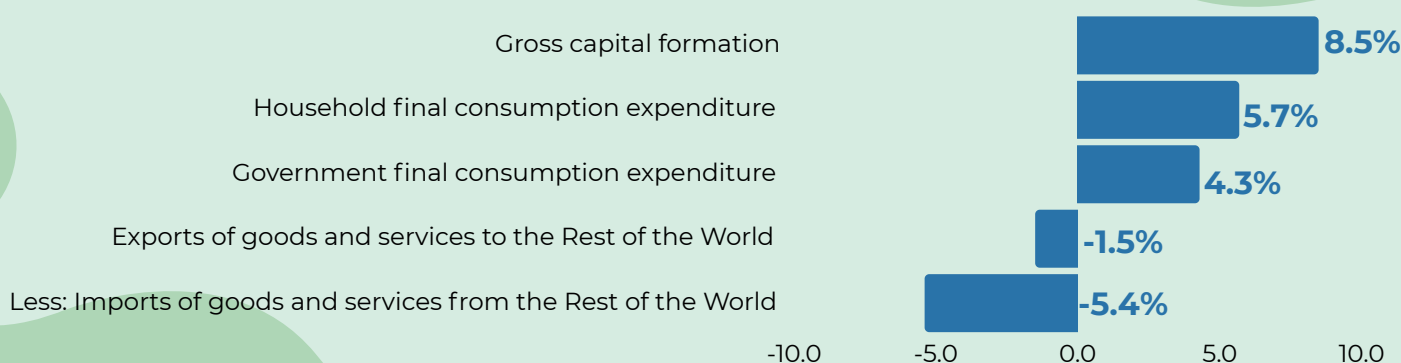 Gross capital formation 8.5%
Household final consumption expenditure 5.7%
Government final consumption expenditure 4.3%
Exports of goods and services to the Rest of the World -1.5%
Less: Imports of goods and services from the Rest of the World -5.4%
-10.0 -5.0 0.0 5.0 10.0